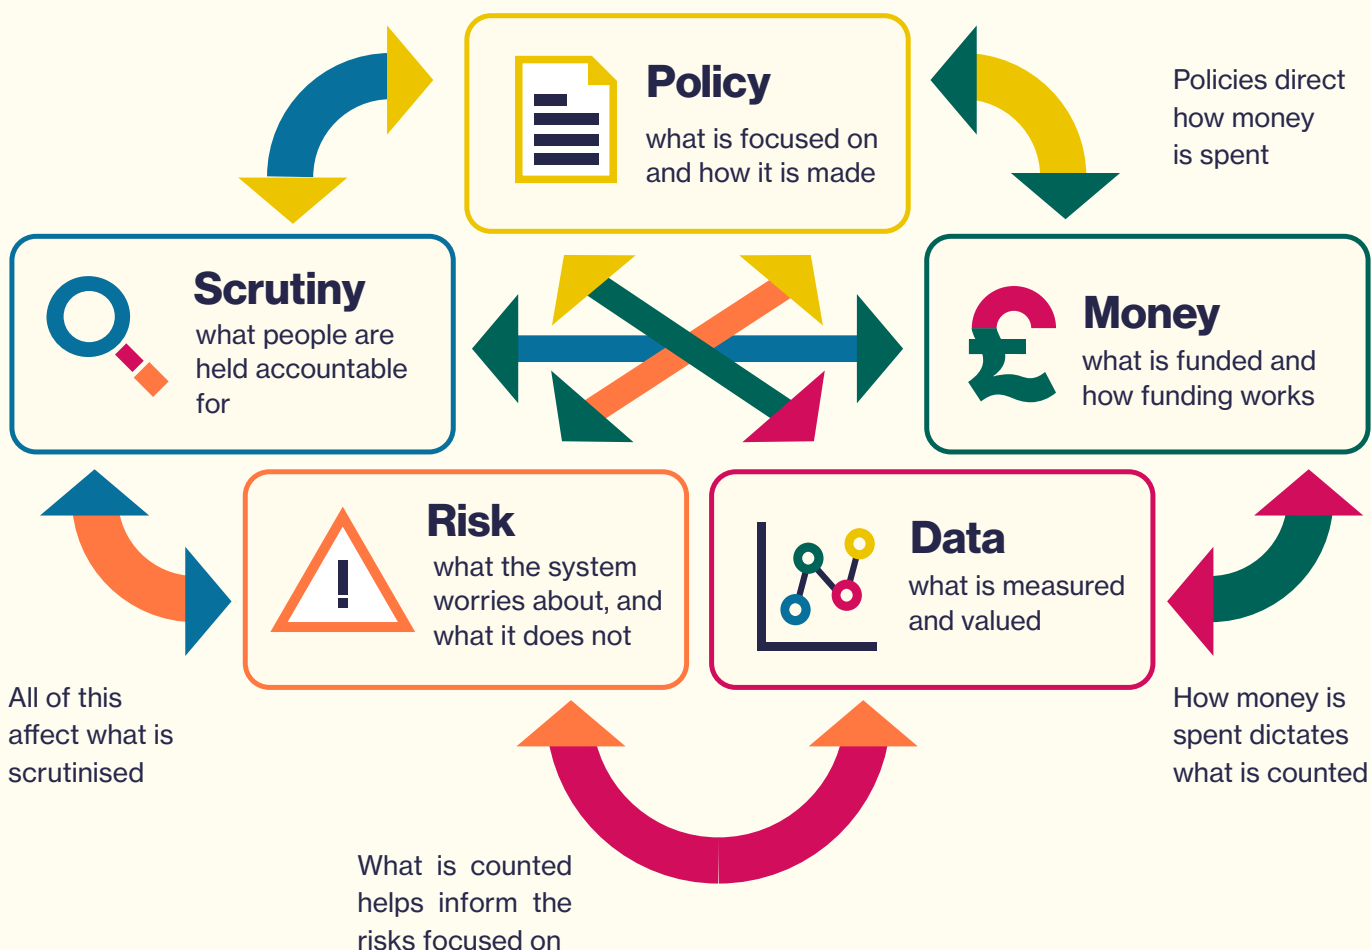 Policy
what is focused on
and how it is made
Policies direct
how money
is spent
Scrutiny
what people are
held accountable
for
Money
what is funded and
how funding works
Risk
what the system
worries about, and
what it does not
!
Data
what is measured
and valued
All of this
affect what is
scrutinised
How money is
spent dictates
what is counted
What is counted
helps inform the
risks focused on